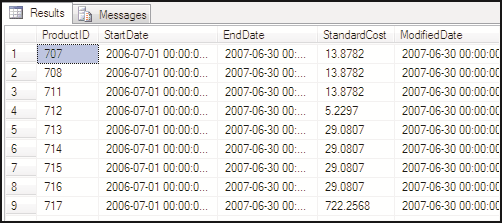 Results Messages
ProductID StartDate EndDate StandardCost ModifiedDate
1 707 2006-07-01 00:00:0... 2007-06-30 00:... 13.8782 2007-06-30 00:00:00
2 708 2006-07-01 00:00:0... 2007-06-30 00:... 13.8782 2007-06-30 00:00:00
3 711 2006-07-01 00:00:0... 2007-06-30 00:... 13.8782 2007-06-30 00:00:00
4 712 2006-07-01 00:00:0... 2007-06-30 00:... 5.2297 2007-06-30 00:00:00
5 713 2006-07-01 00:00:0... 2007-06-30 00:... 29.0807 2007-06-30 00:00:00
6 714 2006-07-01 00:00:0... 2007-06-30 00:... 29.0807 2007-06-30 00:00:00
7 715 2006-07-01 00:00:0... 2007-06-30 00:... 29.0807 2007-06-30 00:00:00
8 716 2006-07-01 00:00:0... 2007-06-30 00:... 29.0807 2007-06-30 00:00:00
9 717 2006-07-01 00:00:0... 2007-06-30 00:... 722.2568 2007-06-30 00:00:00